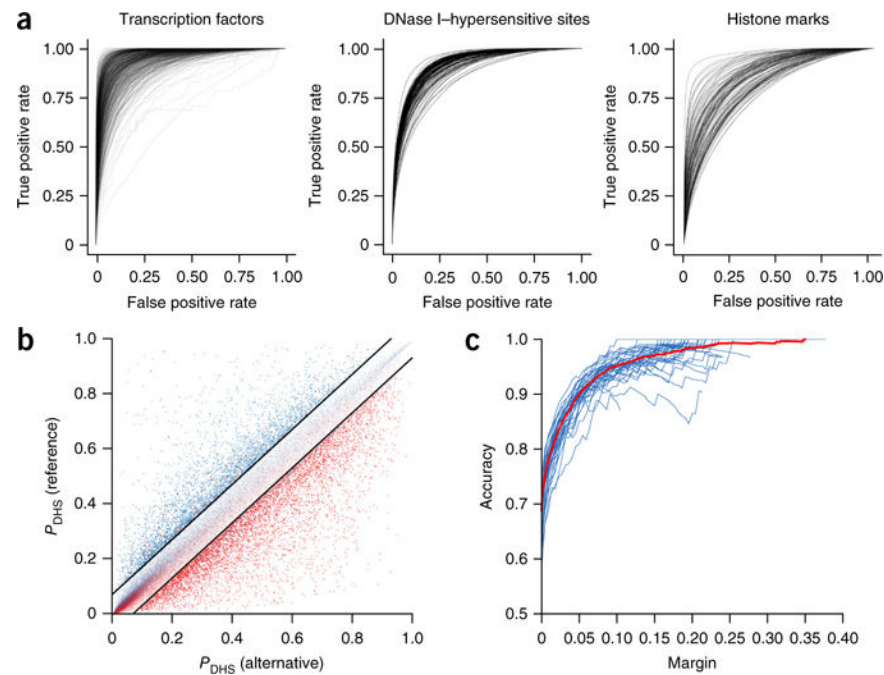 a
Transcription factors
DNase I–hypersensitive sites
Histone marks
True positive rate
1.00
0.75
0.50
0.25
0
0 0.25 0.50 0.75 1.00
False positive rate
True positive rate
1.00
0.75
0.50
0.25
0
0 0.25 0.50 0.75 1.00
False positive rate
True positive rate
1.00
0.75
0.50
0.25
0
0 0.25 0.50 0.75 1.00
False positive rate
b
PDHS (reference)
1.0
0.8
0.6
0.4
0.2
0
0 0.2 0.4 0.6 0.8 1.0
PDHS (alternative)
c
Accuracy
1.0
0.9
0.8
0.7
0.6
0.5
0 0.05 0.10 0.15 0.20 0.25 0.30 0.35 0.40
Margin